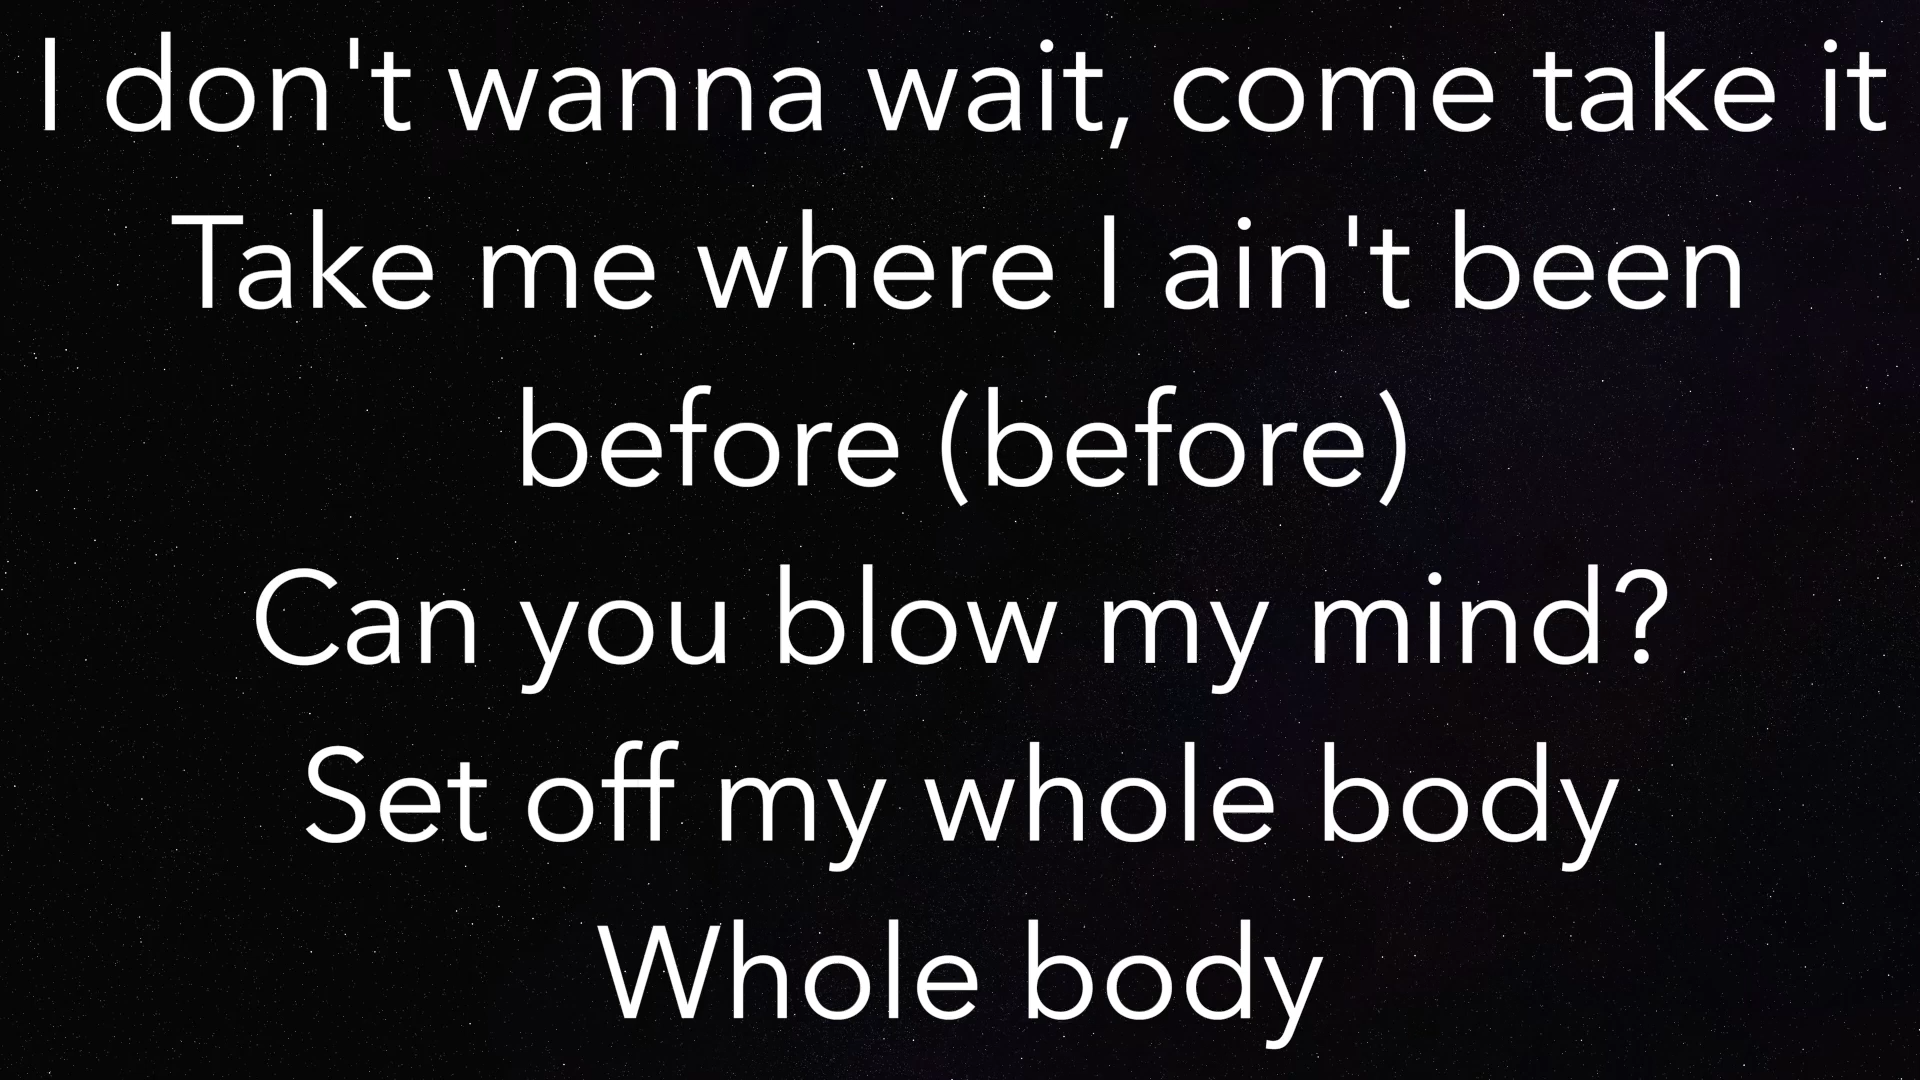 I don't wanna wait, come take it
Take me where I ain't been
before (before)
Can you blow my mind?
Set off my whole body
Whole body